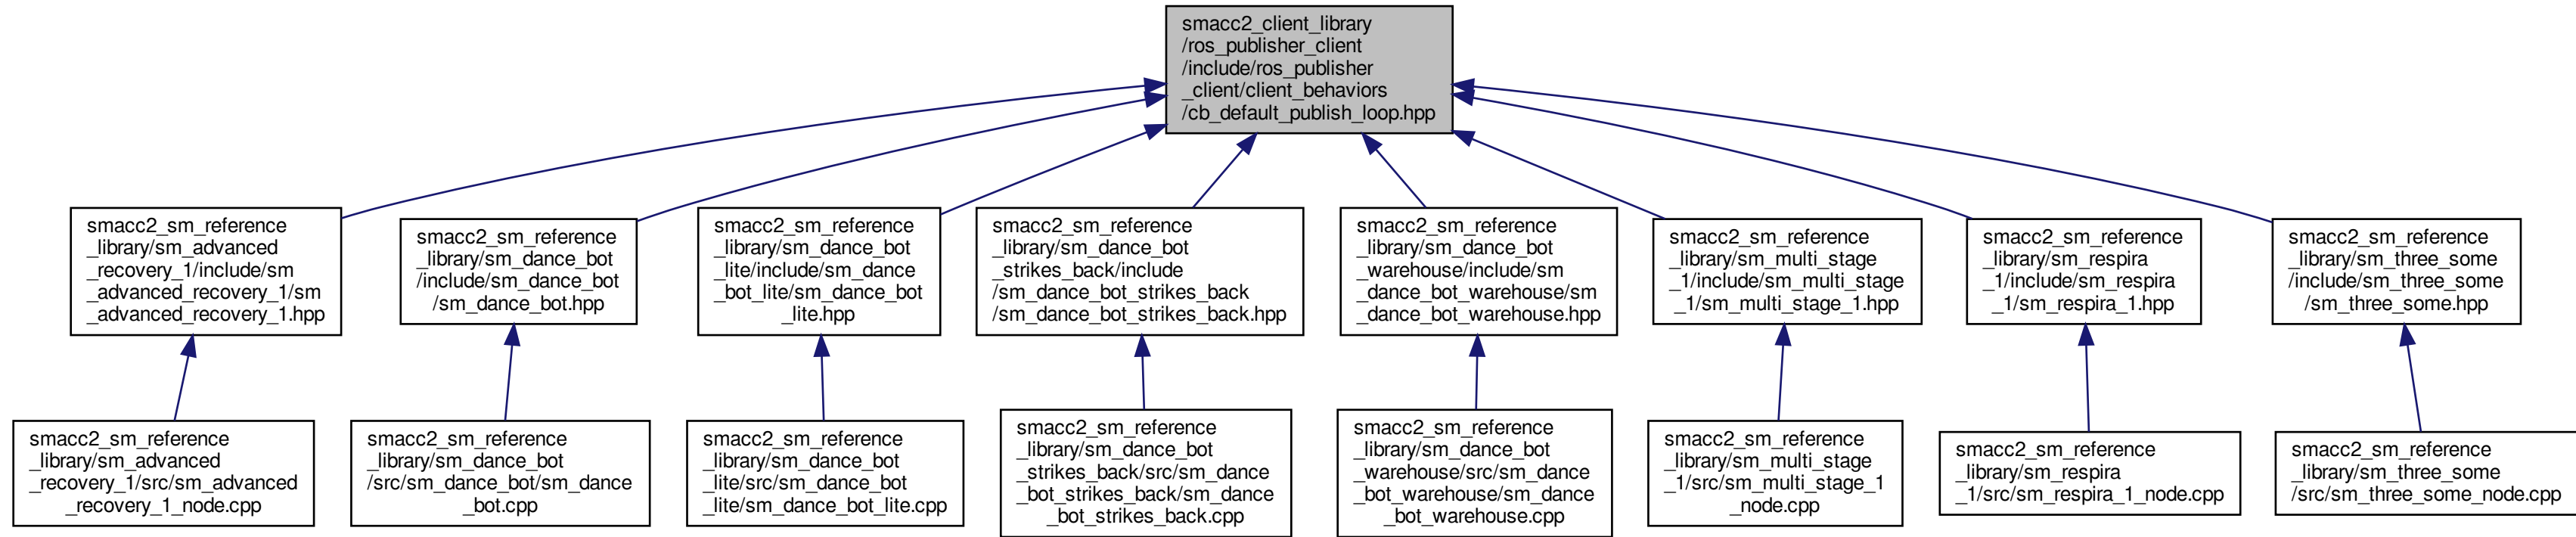 smacc2_client_library
/ros_publisher_client
/include/ros_publisher
_client/client_behaviors
/cb_default_publish_loop.hpp
smacc2_sm_reference
_library/sm_advanced
_recovery_1/include/sm
_advanced_recovery_1/sm
_advanced_recovery_1.hpp
smacc2_sm_reference
_library/sm_dance_bot
/include/sm_dance_bot
/sm_dance_bot.hpp
smacc2_sm_reference
_library/sm_dance_bot
_lite/include/sm_dance
_bot_lite/sm_dance_bot
_lite.hpp
smacc2_sm_reference
_library/sm_dance_bot
_strikes_back/include
/sm_dance_bot_strikes_back
/sm_dance_bot_strikes_back.hpp
smacc2_sm_reference
_library/sm_dance_bot
_warehouse/include/sm
_dance_bot_warehouse/sm
_dance_bot_warehouse.hpp
smacc2_sm_reference
_library/sm_multi_stage
_1/include/sm_multi_stage
_1/sm_multi_stage_1.hpp
smacc2_sm_reference
_library/sm_respira
_1/include/sm_respira
_1/sm_respira_1.hpp
smacc2_sm_reference
_library/sm_three_some
/include/sm_three_some
/sm_three_some.hpp
smacc2_sm_reference
_library/sm_advanced
_recovery_1/src/sm_advanced
_recovery_1_node.cpp
smacc2_sm_reference
_library/sm_dance_bot
/src/sm_dance_bot/sm_dance
_bot.cpp
smacc2_sm_reference
_library/sm_dance_bot
_lite/src/sm_dance_bot
_lite/sm_dance_bot_lite.cpp
smacc2_sm_reference
_library/sm_dance_bot
_strikes_back/src/sm_dance
_bot_strikes_back/sm_dance
_bot_strikes_back.cpp
smacc2_sm_reference
_library/sm_dance_bot
_warehouse/src/sm_dance
_bot_warehouse/sm_dance
_bot_warehouse.cpp
smacc2_sm_reference
_library/sm_multi_stage
_1/src/sm_multi_stage_1
_node.cpp
smacc2_sm_reference
_library/sm_respira
_1/src/sm_respira_1_node.cpp
smacc2_sm_reference
_library/sm_three_some
/src/sm_three_some_node.cpp